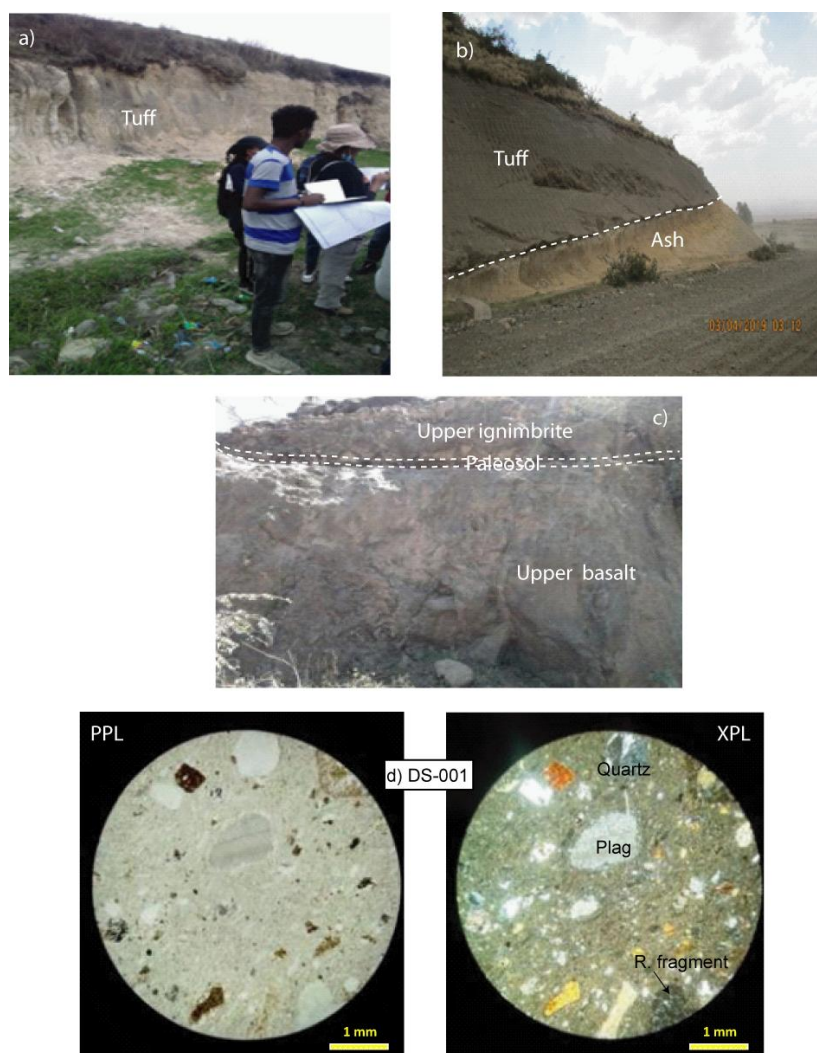 a)
Tuff
b)
Tuff
Ash
03/04/2019 03:12
c)
Upper ignimbrite
Paleosol
Upper basalt
PPL
d) DS-001
XPL
Quartz
Plag
R. fragment
1 mm
1 mm